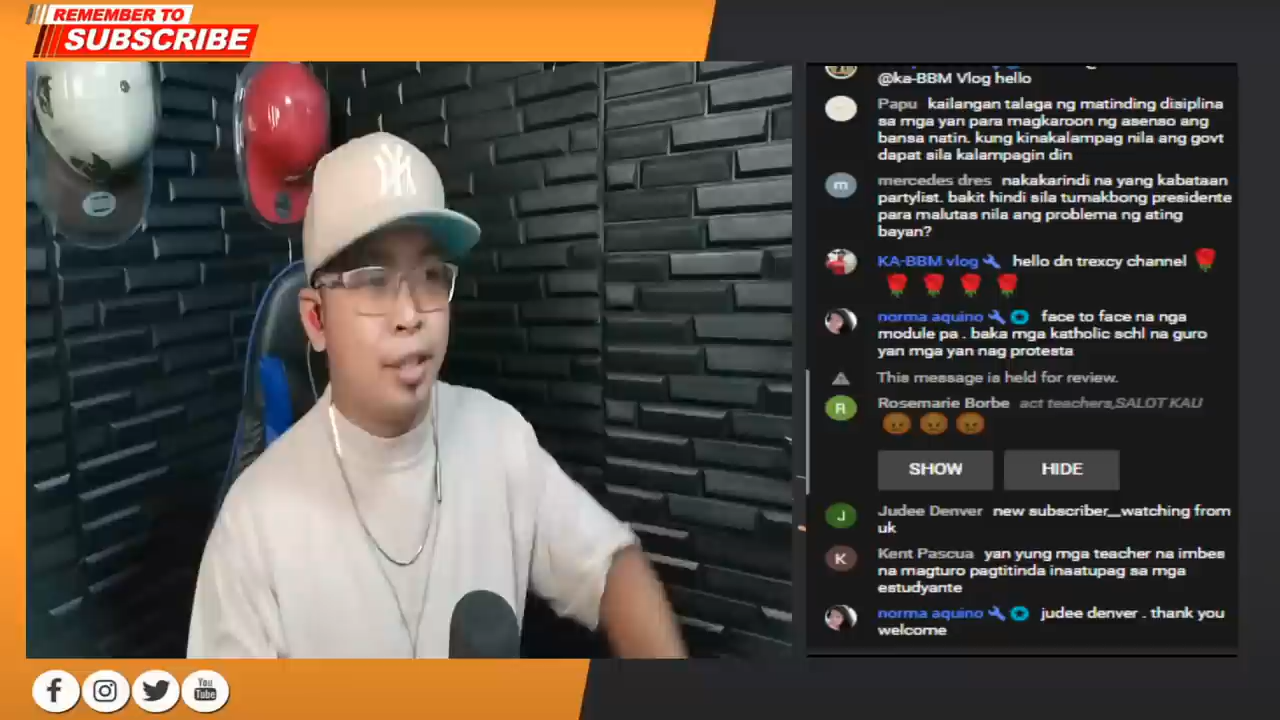 REMEMBER TO
SUBSCRIBE
NY
@ka-BBM Vlog hello
Papu kailangan talaga ng matinding disiplina
sa mga yan para magkaroon ng asenso ang
bansa natin. kung kinakalampag nila ang govt
dapat sila kalampagin din
m
mercedes dres nakakarindi na yang kabataan
partylist. bakit hindi sila tumakbong presidente
para malutas nila ang problema ng ating
bayan?
KA-BBM vlog hello dn trexcy channel
norma aquino face to face na nga
module pa . baka mga katholic schl na guro
yan mga yan nag protesta
This message is held for review.
R
Rosemarie Borbe act teachers,SALOT KAU
SHOW HIDE
J
Judee Denver new subscriber__watching from
uk
K
Kent Pascua yan yung mga teacher na imbes
na magturo pagtitinda inaatupag sa mga
estudyante
norma aquino judee denver . thank you
welcome
You
Tube